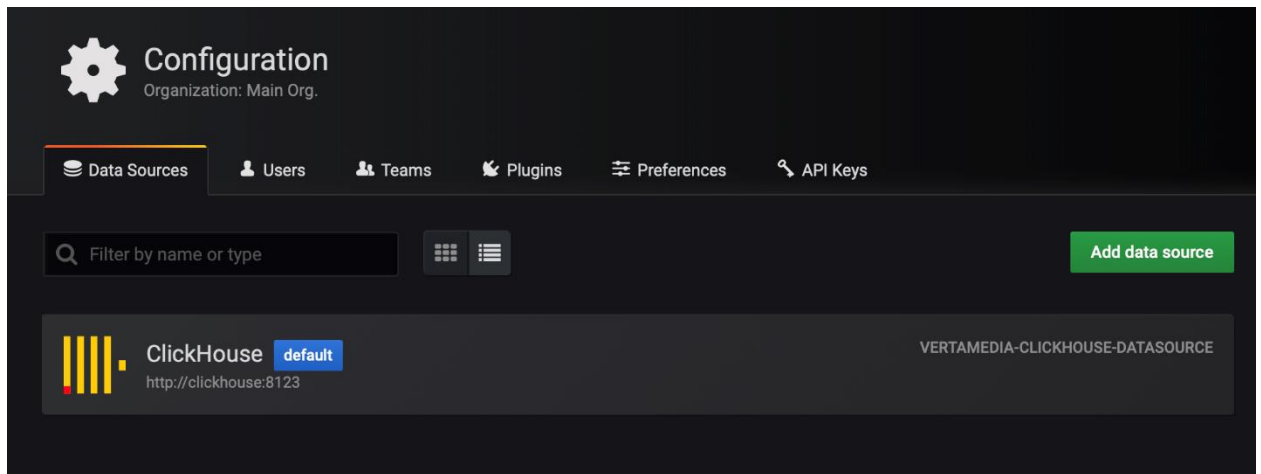 Configuration
Organization: Main Org.
Data Sources Users Teams Plugins Preferences API Keys
Filter by name or type Add data source
ClickHouse default VERTAMEDIA-CLICKHOUSE-DATASOURCE
http://clickhouse:8123